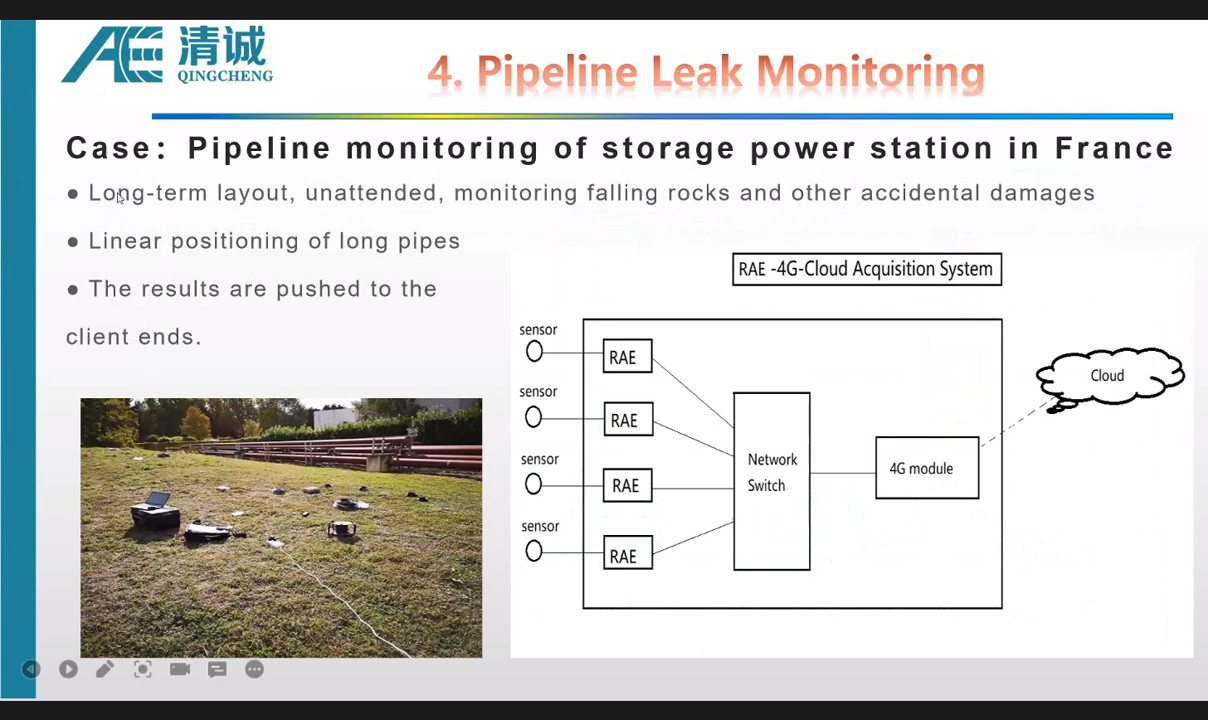 清诚
QINGCHENG
4. Pipeline Leak Monitoring
Case: Pipeline monitoring of storage power station in France
● Long-term layout, unattended, monitoring falling rocks and other accidental damages
● Linear positioning of long pipes
● The results are pushed to the
client ends.
RAE -4G-Cloud Acquisition System
sensor
RAE
sensor
RAE
sensor
RAE
sensor
RAE
Network
Switch
4G module
Cloud